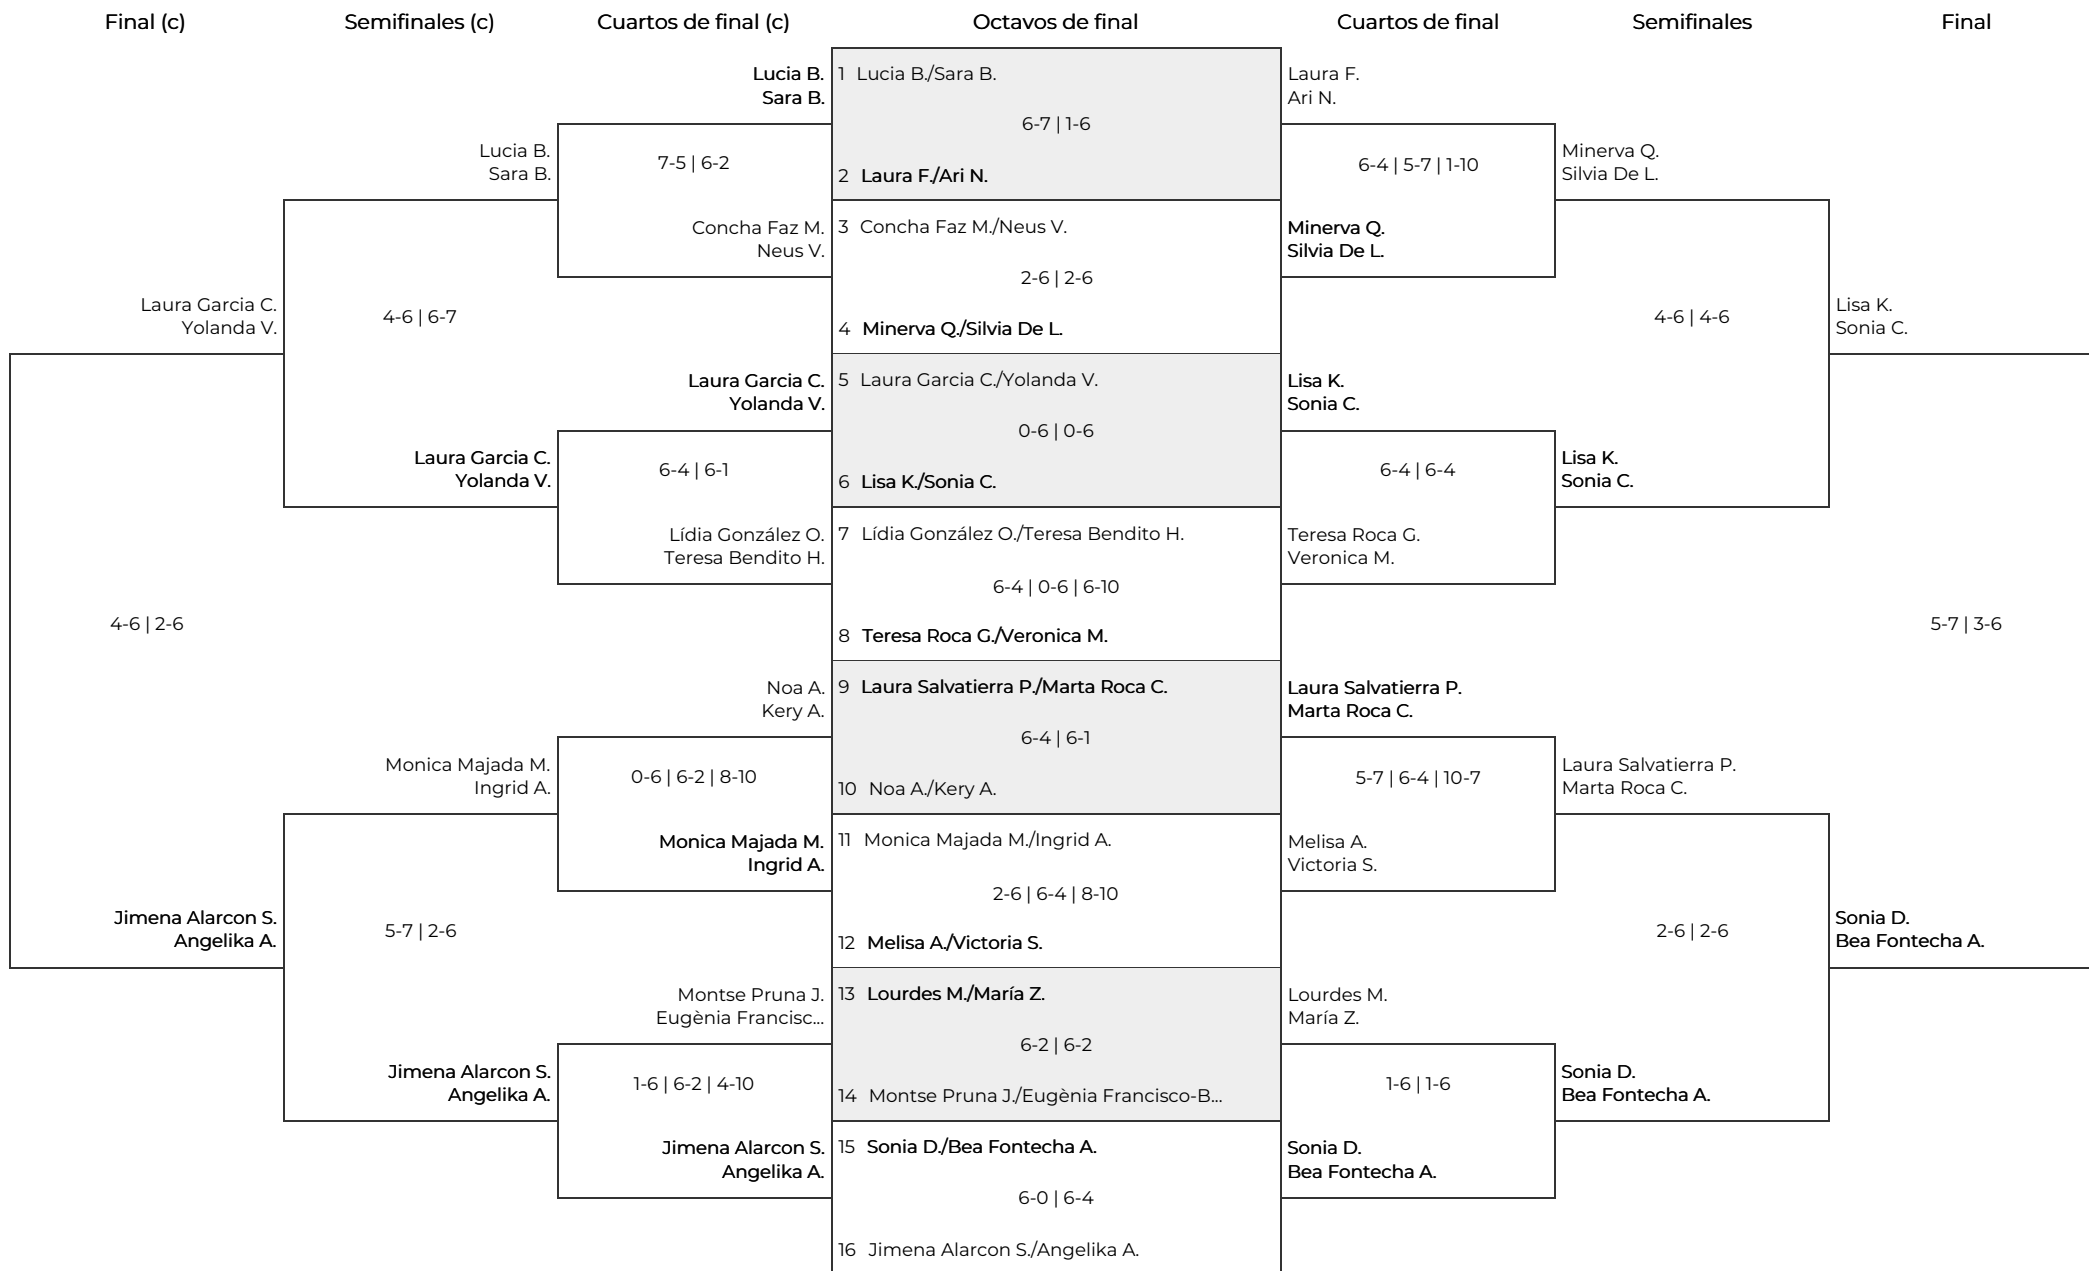 Final (c)
Semifinales (c)
Cuartos de final (c)
Octavos de final
Cuartos de final
Semifinales
Final
Laura Garcia C.
Yolanda V.
4-6 | 2-6
Jimena Alarcon S.
Angelika A.
Lucia B.
Sara B.
4-6 | 6-7
Laura Garcia C.
Yolanda V.
Monica Majada M.
Ingrid A.
5-7 | 2-6
Jimena Alarcon S.
Angelika A.
Lucia B.
Sara B.
7-5 | 6-2
Concha Faz M.
Neus V.
Laura Garcia C.
Yolanda V.
6-4 | 6-1
Lídia González O.
Teresa Bendito H.
Noa A.
Kery A.
0-6 | 6-2 | 8-10
Monica Majada M.
Ingrid A.
Montse Pruna J.
Eugènia Francisc...
1-6 | 6-2 | 4-10
Jimena Alarcon S.
Angelika A.
1 Lucia B./Sara B.
6-7 | 1-6
2 Laura F./Ari N.
3 Concha Faz M./Neus V.
2-6 | 2-6
4 Minerva Q./Silvia De L.
5 Laura Garcia C./Yolanda V.
0-6 | 0-6
6 Lisa K./Sonia C.
7 Lídia González O./Teresa Bendito H.
6-4 | 0-6 | 6-10
8 Teresa Roca G./Veronica M.
9 Laura Salvatierra P./Marta Roca C.
6-4 | 6-1
10 Noa A./Kery A.
11 Monica Majada M./Ingrid A.
2-6 | 6-4 | 8-10
12 Melisa A./Victoria S.
13 Lourdes M./María Z.
6-2 | 6-2
14 Montse Pruna J./Eugènia Francisco-B...
15 Sonia D./Bea Fontecha A.
6-0 | 6-4
16 Jimena Alarcon S./Angelika A.
Laura F.
Ari N.
6-4 | 5-7 | 1-10
Minerva Q.
Silvia De L.
Lisa K.
Sonia C.
6-4 | 6-4
Teresa Roca G.
Veronica M.
Laura Salvatierra P.
Marta Roca C.
5-7 | 6-4 | 10-7
Melisa A.
Victoria S.
Lourdes M.
María Z.
1-6 | 1-6
Sonia D.
Bea Fontecha A.
Minerva Q.
Silvia De L.
4-6 | 4-6
Lisa K.
Sonia C.
Laura Salvatierra P.
Marta Roca C.
2-6 | 2-6
Sonia D.
Bea Fontecha A.
Lisa K.
Sonia C.
5-7 | 3-6
Sonia D.
Bea Fontecha A.